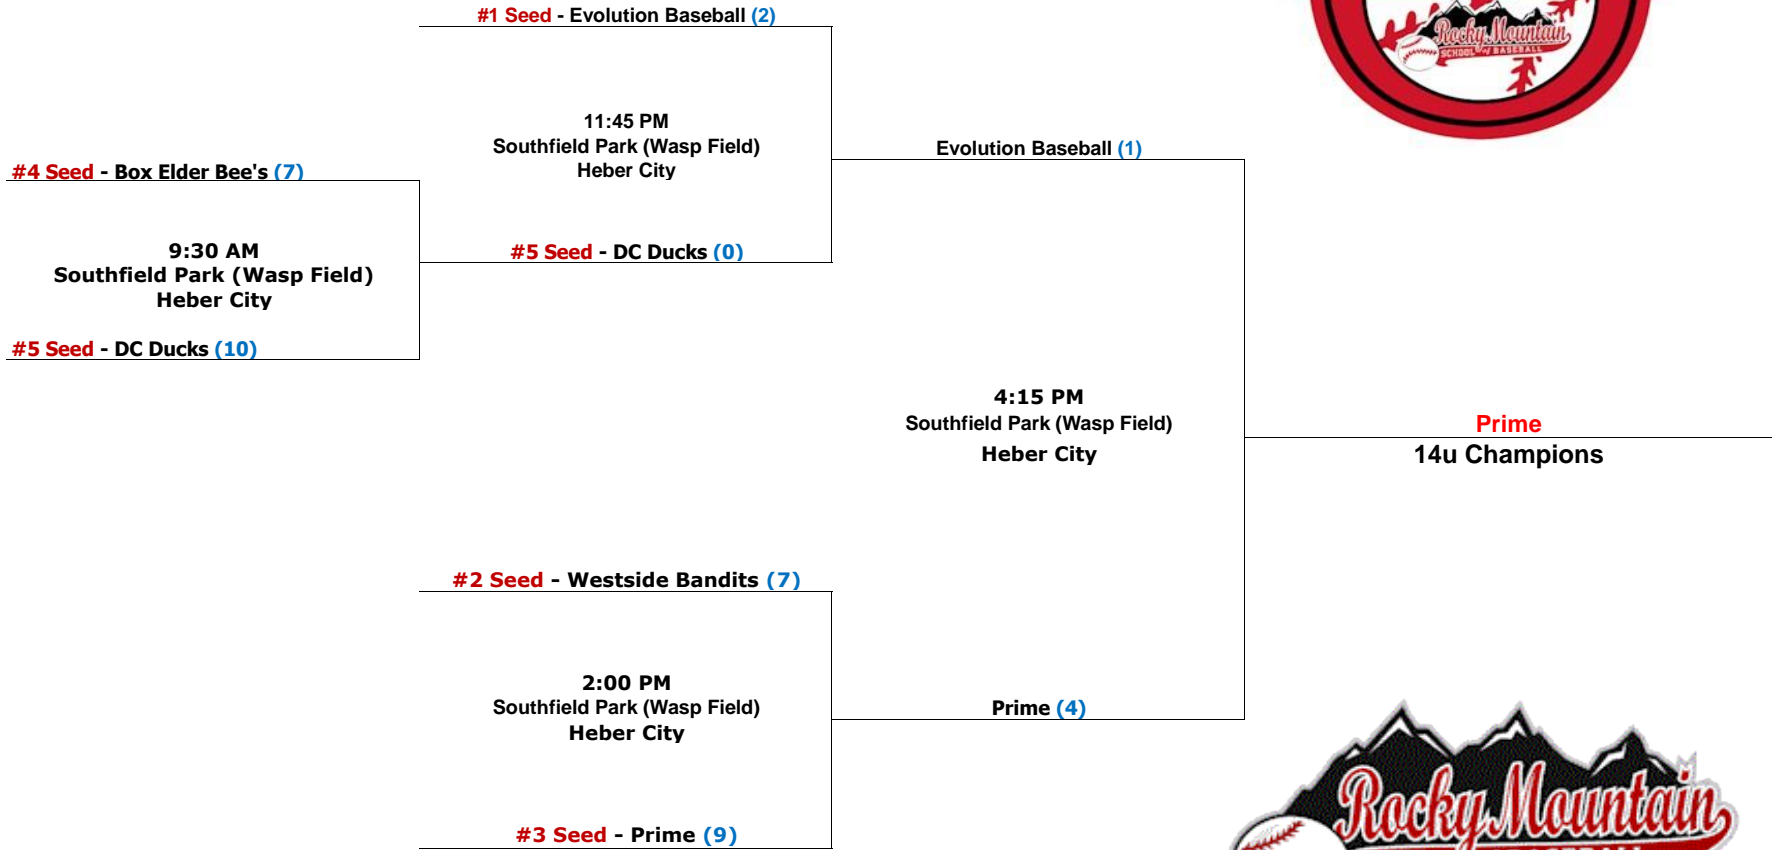 #1 Seed - Evolution Baseball (2)
Rocky Mountain
SCHOOL of BASEBALL
11:45 PM
Southfield Park (Wasp Field)
Heber City
Evolution Baseball (1)
#4 Seed - Box Elder Bee's (7)
9:30 AM
Southfield Park (Wasp Field)
Heber City
#5 Seed - DC Ducks (0)
#5 Seed - DC Ducks (10)
4:15 PM
Southfield Park (Wasp Field)
Heber City
Prime
14u Champions
#2 Seed - Westside Bandits (7)
2:00 PM
Southfield Park (Wasp Field)
Heber City
Prime (4)
#3 Seed - Prime (9)
Rocky Mountain